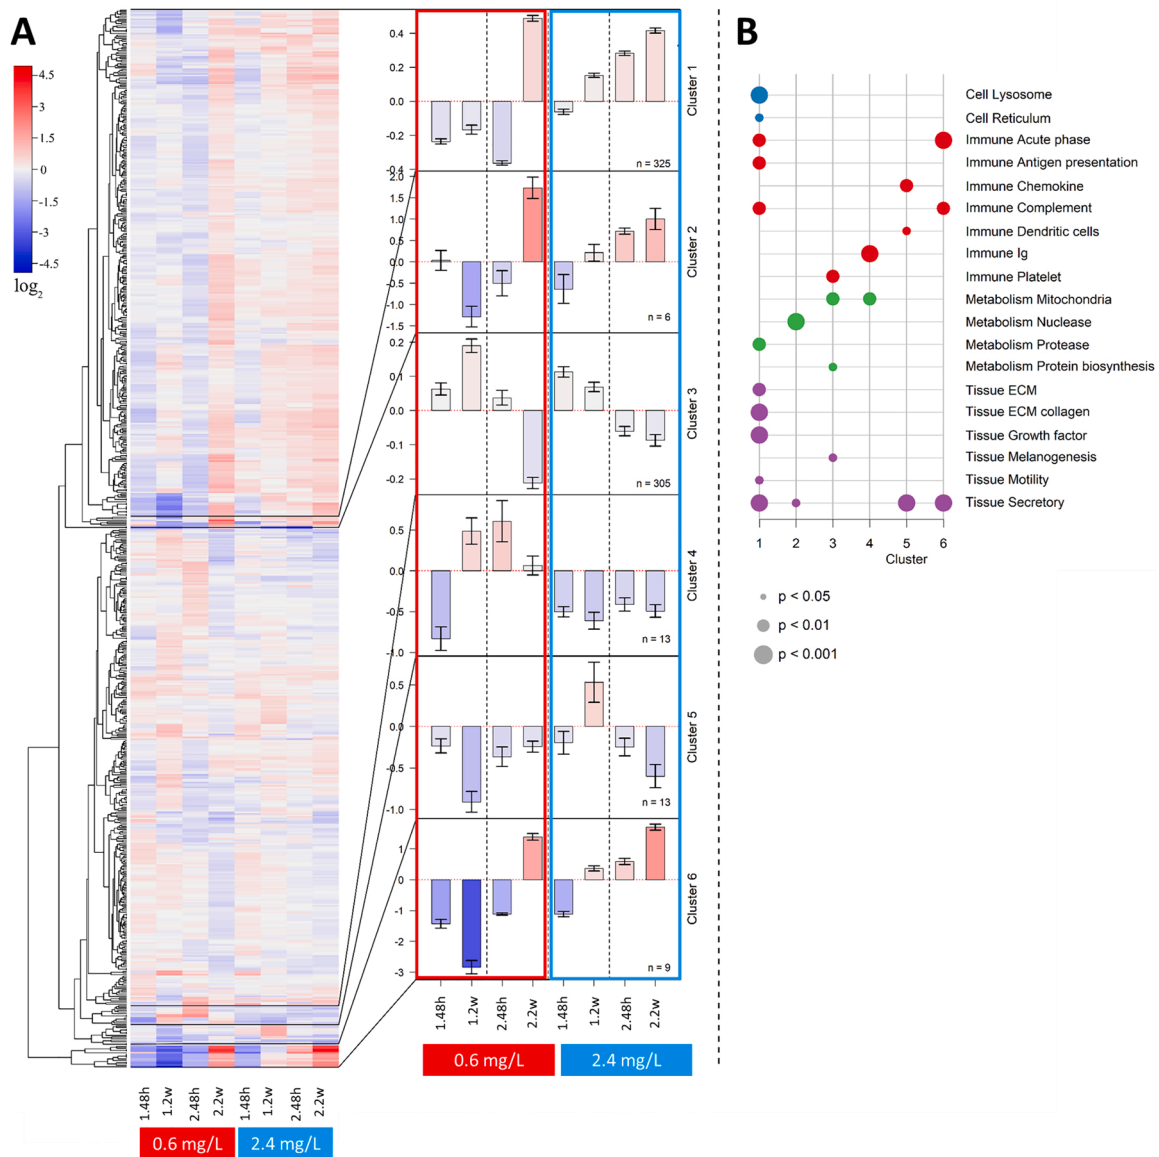 A
4.5
3
1.5
0
-1.5
-3
-4.5
log2
1.48h
1.2w
2.48h
2.2w
1.48h
1.2w
2.48h
2.2w
0.6 mg/L
2.4 mg/L
0.4
0.2
0.0
-0.2
-0.4
n = 325
Cluster 1
2.0
1.5
1.0
0.5
0.0
-0.5
-1.0
-1.5
n = 6
Cluster 2
0.2
0.1
0.0
-0.1
-0.2
n = 305
Cluster 3
0.5
0.0
-0.5
-1.0
n = 13
Cluster 4
0.5
0.0
-0.5
-1.0
n = 13
Cluster 5
1
0
-1
-2
-3
n = 9
Cluster 6
1.48h
1.2w
2.48h
2.2w
1.48h
1.2w
2.48h
2.2w
0.6 mg/L
2.4 mg/L
B
Cell Lysosome
Cell Reticulum
Immune Acute phase
Immune Antigen presentation
Immune Chemokine
Immune Complement
Immune Dendritic cells
Immune Ig
Immune Platelet
Metabolism Mitochondria
Metabolism Nuclease
Metabolism Protease
Metabolism Protein biosynthesis
Tissue ECM
Tissue ECM collagen
Tissue Growth factor
Tissue Melanogenesis
Tissue Motility
Tissue Secretory
1 2 3 4 5 6
Cluster
p < 0.05
p < 0.01
p < 0.001